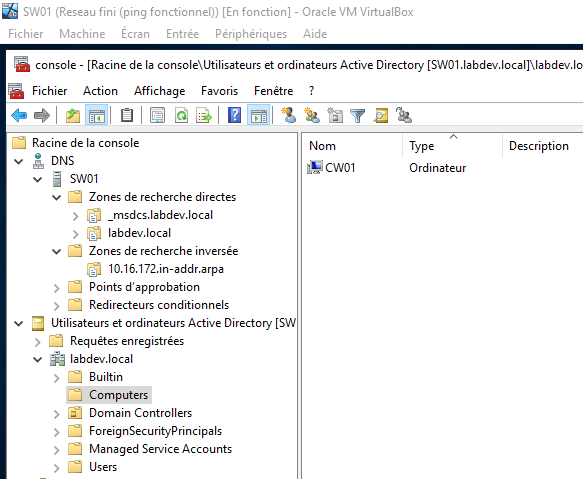 SW01 (Reseau fini (ping fonctionnel)) [En fonction] - Oracle VM VirtualBox
Fichier Machine Écran Entrée Périphériques Aide
console - [Racine de la console\Utilisateurs et ordinateurs Active Directory [SW01.labdev.local]\labdev.l
Fichier Action Affichage Favoris Fenêtre ?
Racine de la console
DNS
SW01
Zones de recherche directes
_msdcs.labdev.local
labdev.local
Zones de recherche inversée
10.16.172.in-addr.arpa
Points d'approbation
Redirecteurs conditionnels
Utilisateurs et ordinateurs Active Directory [SW
Requêtes enregistrées
labdev.local
Builtin
Computers
Domain Controllers
ForeignSecurityPrincipals
Managed Service Accounts
Users
Nom Type Description
CW01 Ordinateur